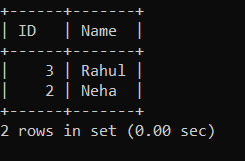 +------+-------+
| ID   | Name  |
+------+-------+
|    3 | Rahul |
|    2 | Neha  |
+------+-------+
2 rows in set (0.00 sec)